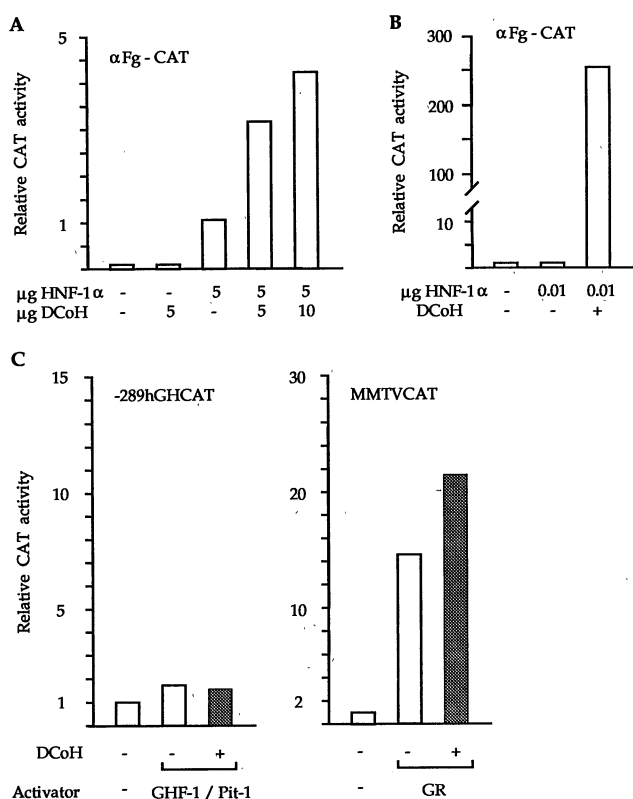 A
αFg - CAT
Relative CAT activity
5
1
μg HNF-1α - - 5 5 5
μg DCoH - 5 - 5 10
B
αFg - CAT
Relative CAT activity
300
250
200
150
100
10
μg HNF-1α - 0.01 0.01
DCoH - - +
C
-289hGHCAT
Relative CAT activity
15
10
5
1
MMTVCAT
30
20
10
2
DCoH - - + - - +
Activator - GHF-1 / Pit-1 - GR